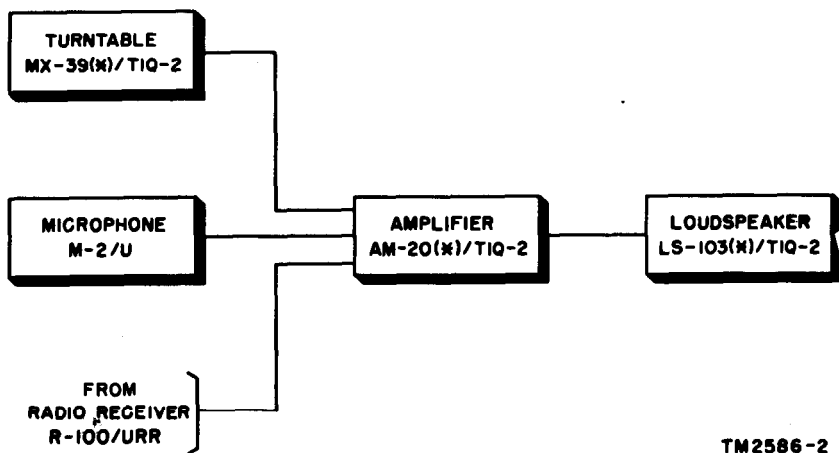 TURNTABLE
MX-39(*)/TIQ-2
MICROPHONE
M-2/U
AMPLIFIER
AM-20(*)/TIQ-2
LOUDSPEAKER
LS-103(*)/TIQ-2
FROM
RADIO RECEIVER
R-100/URR
TM2586-2